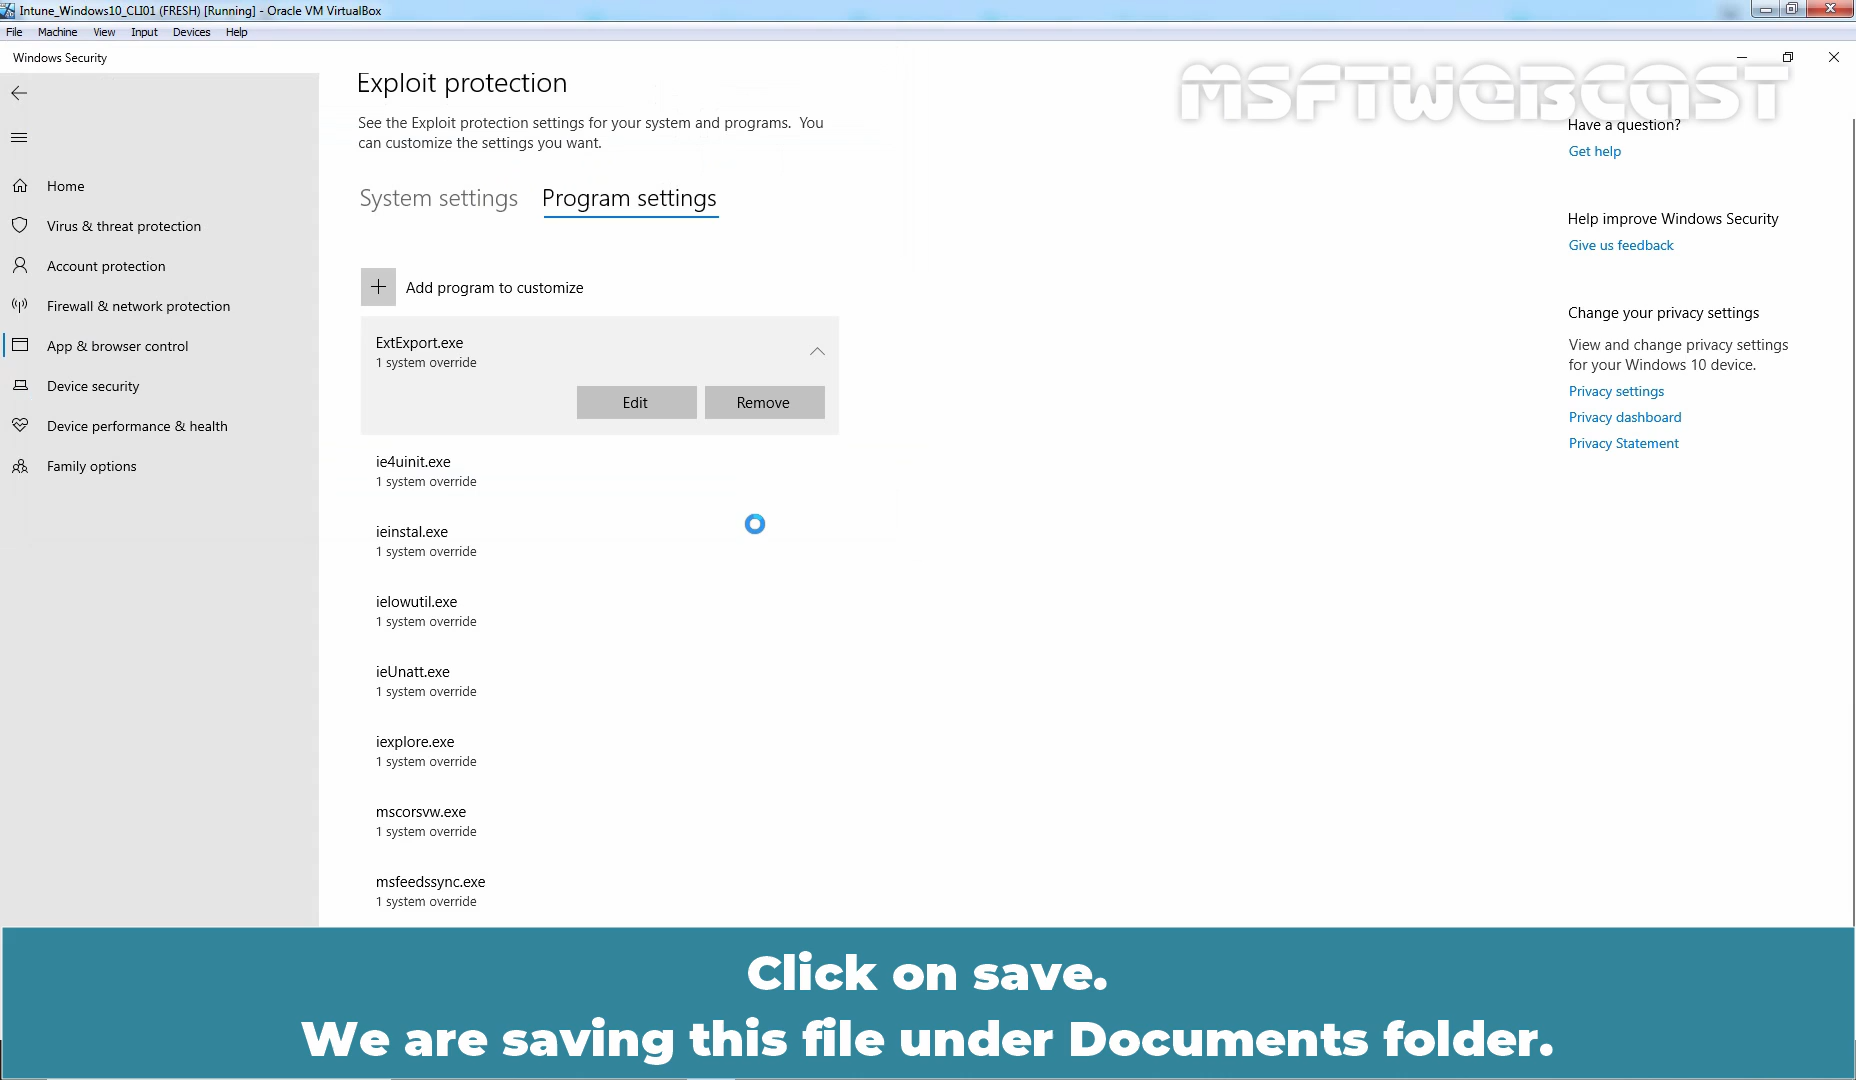 Intune_Windows10_CLI01 (FRESH) [Running] - Oracle VM VirtualBox
File Machine View Input Devices Help
Windows Security
MSFTWEBCAST
Exploit protection
See the Exploit protection settings for your system and programs. You
can customize the settings you want.
System settings Program settings
Home
Virus & threat protection
Account protection
Firewall & network protection
App & browser control
Device security
Device performance & health
Family options
Add program to customize
ExtExport.exe
1 system override
Edit Remove
ie4uinit.exe
1 system override
ieinstal.exe
1 system override
ielowutil.exe
1 system override
ieUnatt.exe
1 system override
iexplore.exe
1 system override
mscorsvw.exe
1 system override
msfeedssync.exe
1 system override
Have a question?
Get help
Help improve Windows Security
Give us feedback
Change your privacy settings
View and change privacy settings
for your Windows 10 device.
Privacy settings
Privacy dashboard
Privacy Statement
Click on save.
We are saving this file under Documents folder.